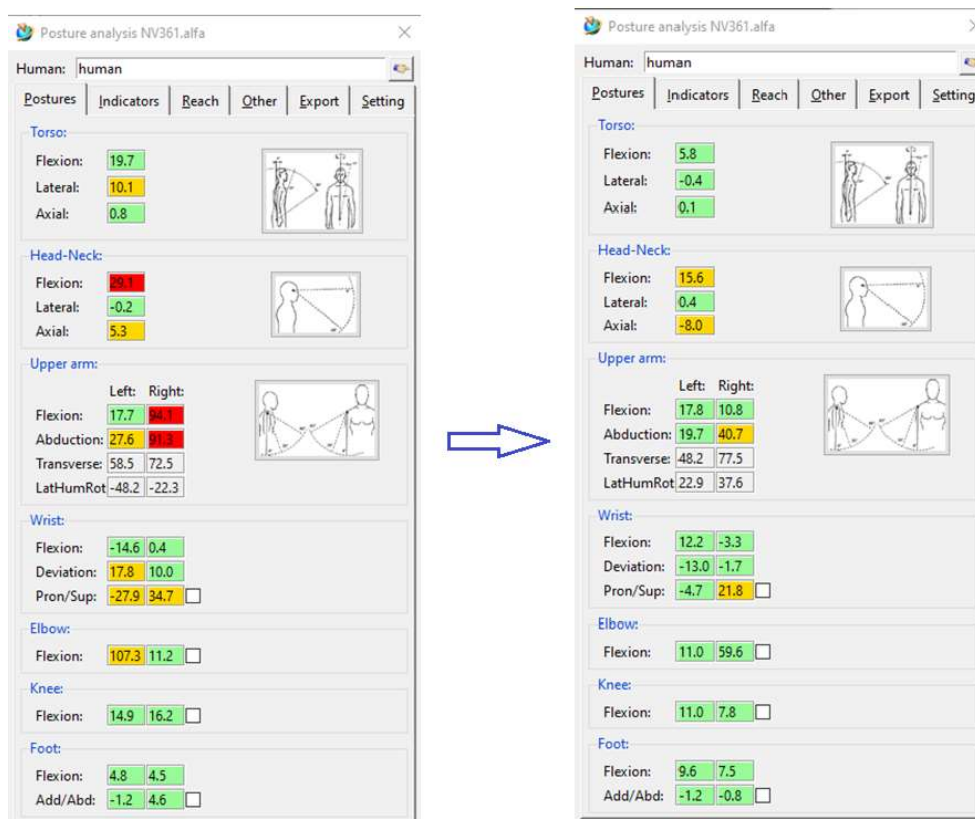 Posture analysis NV361.alfa
Human: human
Postures Indicators Reach Other Export Setting
Torso:
Flexion: 19.7
Lateral: 10.1
Axial: 0.8
Head-Neck:
Flexion: 29.1
Lateral: -0.2
Axial: 5.3
Upper arm:
Left: Right:
Flexion: 17.7 94.1
Abduction: 27.6 91.3
Transverse: 58.5 72.5
LatHumRot -48.2 -22.3
Wrist:
Flexion: -14.6 0.4
Deviation: 17.8 10.0
Pron/Sup: -27.9 34.7
Elbow:
Flexion: 107.3 11.2
Knee:
Flexion: 14.9 16.2
Foot:
Flexion: 4.8 4.5
Add/Abd: -1.2 4.6
Posture analysis NV361.alfa
Human: human
Postures Indicators Reach Other Export Setting
Torso:
Flexion: 5.8
Lateral: -0.4
Axial: 0.1
Head-Neck:
Flexion: 15.6
Lateral: 0.4
Axial: -8.0
Upper arm:
Left: Right:
Flexion: 17.8 10.8
Abduction: 19.7 40.7
Transverse: 48.2 77.5
LatHumRot 22.9 37.6
Wrist:
Flexion: 12.2 -3.3
Deviation: -13.0 -1.7
Pron/Sup: -4.7 21.8
Elbow:
Flexion: 11.0 59.6
Knee:
Flexion: 11.0 7.8
Foot:
Flexion: 9.6 7.5
Add/Abd: -1.2 -0.8